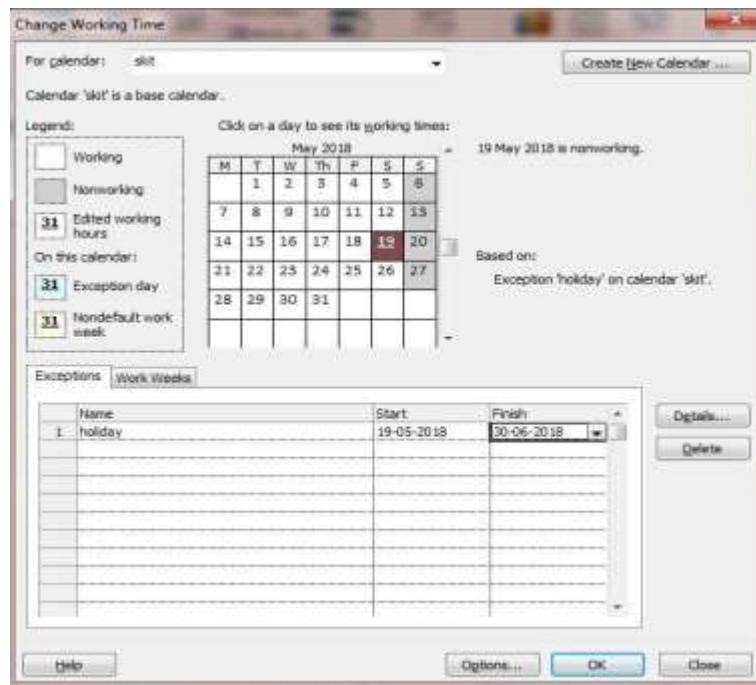 Change Working Time
For calendar: skit
Create New Calendar ...
Calendar 'skit' is a base calendar.
Legend:
Working
Nonworking
31 Edited working hours
On this calendar:
31 Exception day
31 Nondefault work week
Click on a day to see its working times:
May 2018
M T W Th F S S
1 2 3 4 5 6
7 8 9 10 11 12 13
14 15 16 17 18 19 20
21 22 23 24 25 26 27
28 29 30 31
19 May 2018 is nonworking.
Based on:
Exception 'holiday' on calendar 'skit'.
Exceptions Work Weeks
Name Start Finish
1 holiday 19-05-2018 30-06-2018
Details...
Delete
Help
Options...
OK
Close